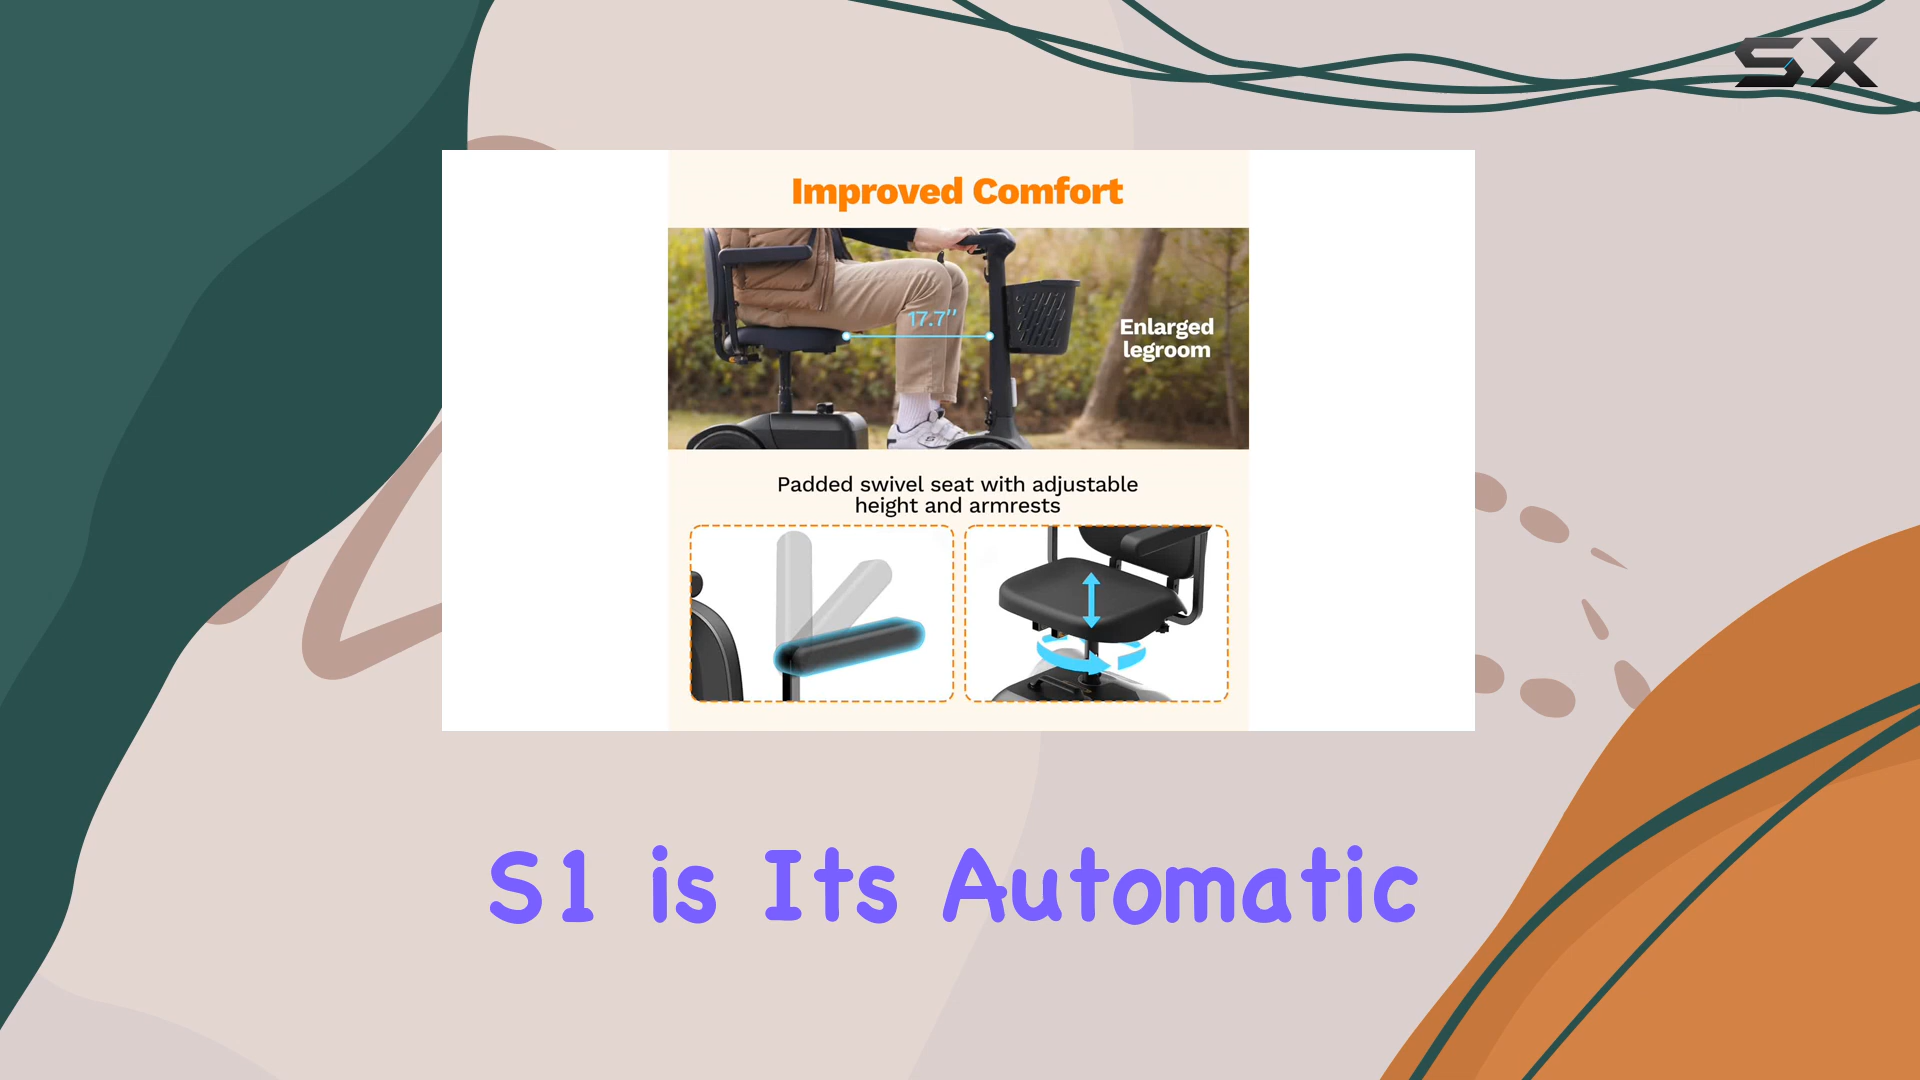 SX
Improved Comfort
17.7''
Enlarged
legroom
Padded swivel seat with adjustable
height and armrests
S1 is Its Automatic